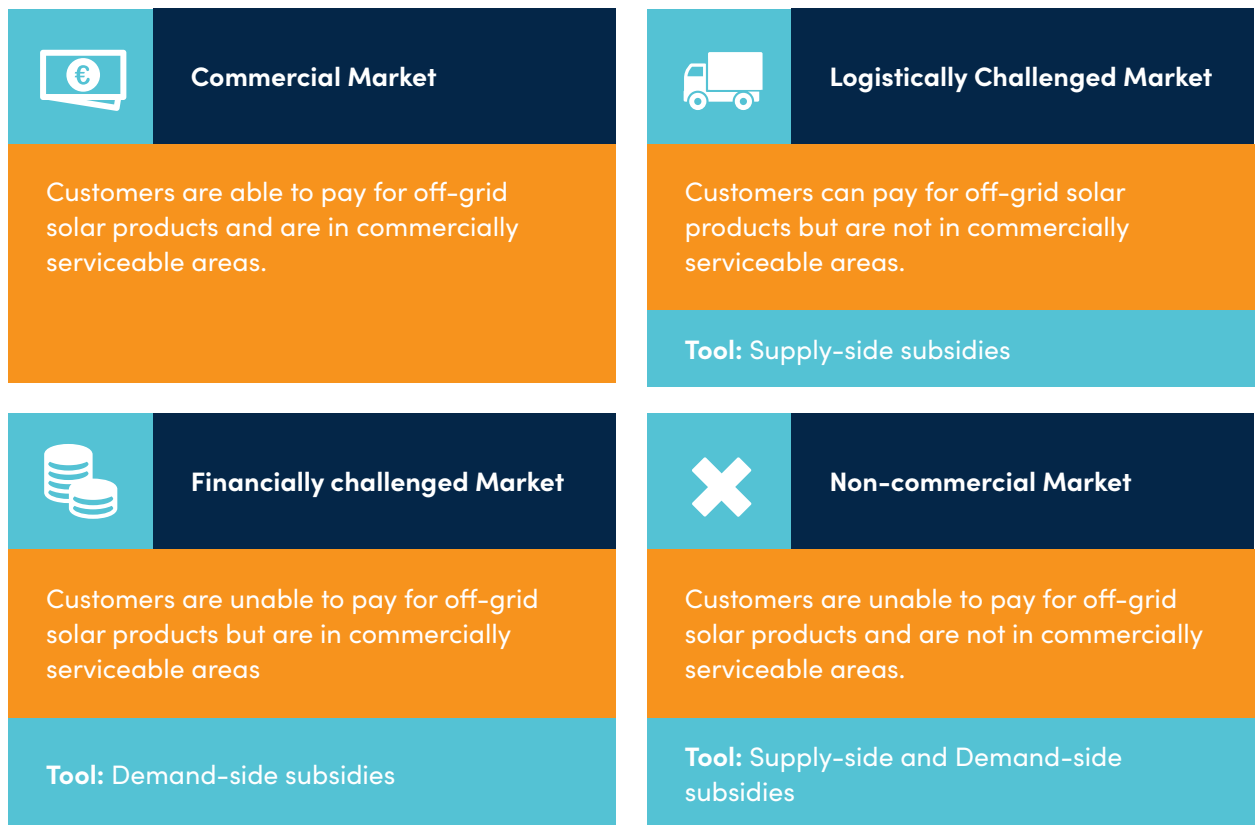 €
Commercial Market
Customers are able to pay for off-grid
solar products and are in commercially
serviceable areas.
Logistically Challenged Market
Customers can pay for off-grid solar
products but are not in commercially
serviceable areas.
Tool: Supply-side subsidies
Financially challenged Market
Customers are unable to pay for off-grid
solar products but are in commercially
serviceable areas
Tool: Demand-side subsidies
Non-commercial Market
Customers are unable to pay for off-grid
solar products and are not in commercially
serviceable areas.
Tool: Supply-side and Demand-side
subsidies